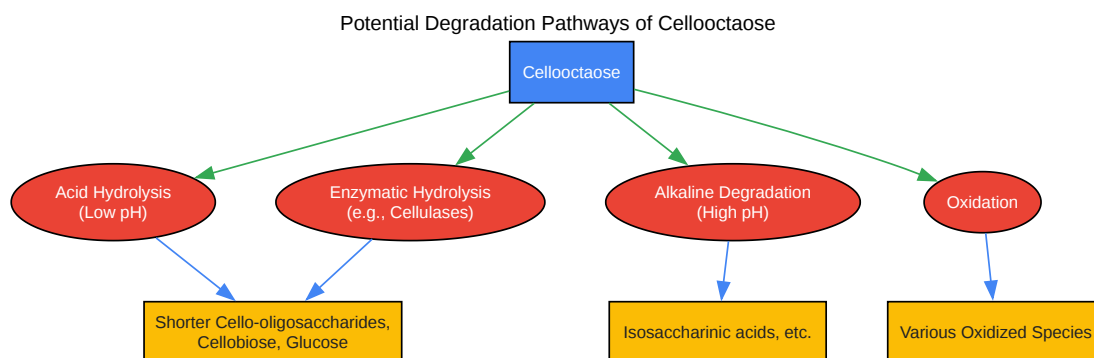 Potential Degradation Pathways of Cellooctaose
Cellooctaose
Acid Hydrolysis
(Low pH)
Enzymatic Hydrolysis
(e.g., Cellulases)
Alkaline Degradation
(High pH)
Oxidation
Shorter Cello-oligosaccharides,
Cellobiose, Glucose
Isosaccharinic acids, etc.
Various Oxidized Species